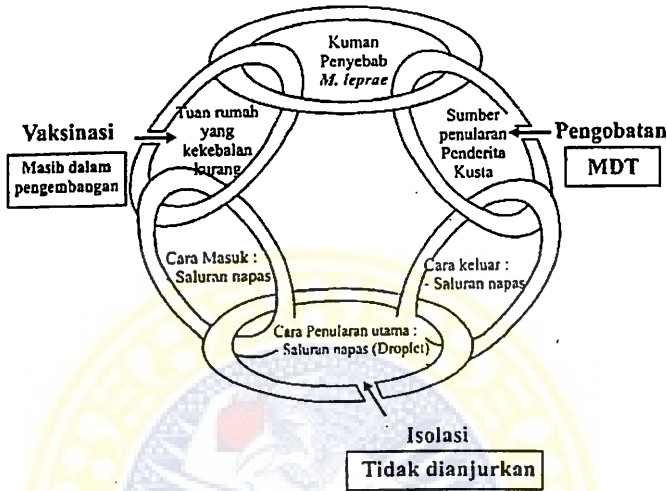 Kuman
Penyebab
M. leprae
Tuan rumah
yang
kekebalan
kurang
Sumber
penularan
Penderita
Kusta
Vaksinasi
Masih dalam
pengembangan
Pengobatan
MDT
Cara Masuk :
- Saluran napas
Cara keluar :
- Saluran napas
Cara Penularan utama :
- Saluran napas (Droplet)
Isolasi
Tidak dianjurkan